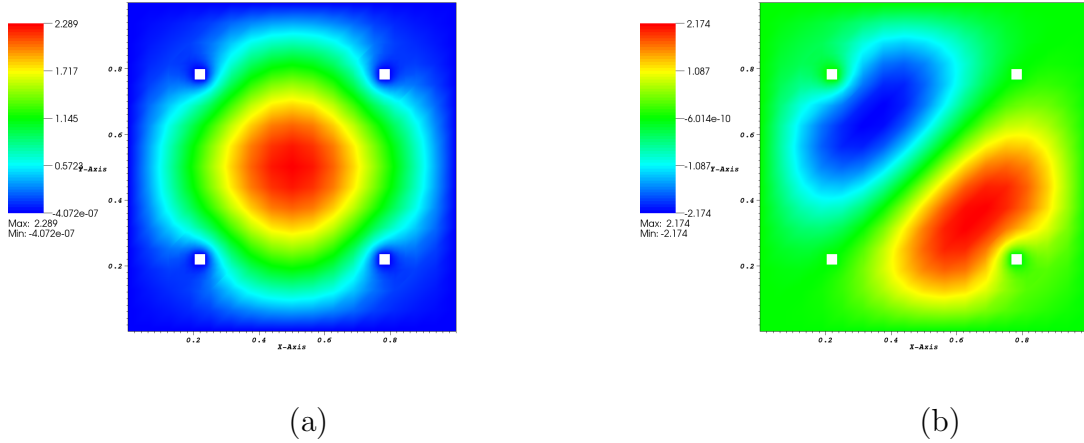 2.289
1.717
1.145
0.5723
-4.072e-07
Max: 2.289
Min: -4.072e-07
Y-Axis
0.8
0.6
0.4
0.2
0.2 0.4 0.6 0.8
X-Axis
(a)
2.174
1.087
-6.014e-10
-1.087
-2.174
Max: 2.174
Min: -2.174
Y-Axis
0.8
0.6
0.4
0.2
0.2 0.4 0.6 0.8
X-Axis
(b)